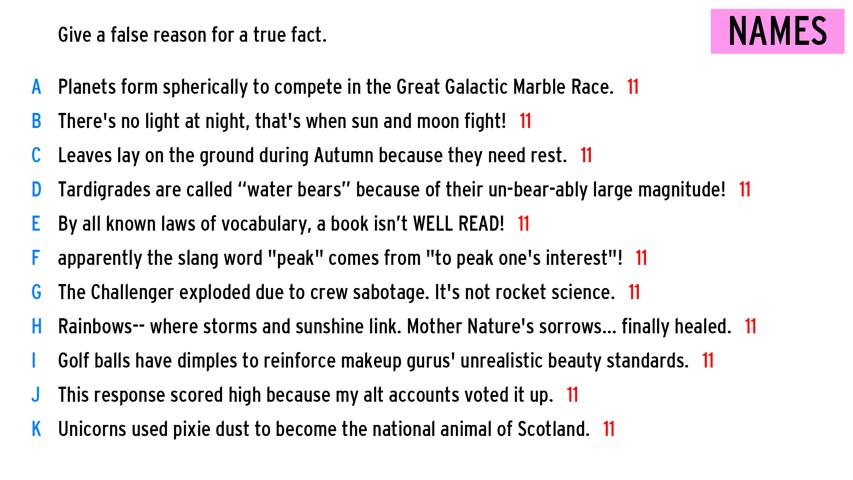 Give a false reason for a true fact.
NAMES
A Planets form spherically to compete in the Great Galactic Marble Race. 11
B There's no light at night, that's when sun and moon fight! 11
C Leaves lay on the ground during Autumn because they need rest. 11
D Tardigrades are called “water bears” because of their un-bear-ably large magnitude! 11
E By all known laws of vocabulary, a book isn’t WELL READ! 11
F apparently the slang word "peak" comes from "to peak one's interest"! 11
G The Challenger exploded due to crew sabotage. It's not rocket science. 11
H Rainbows-- where storms and sunshine link. Mother Nature's sorrows... finally healed. 11
I Golf balls have dimples to reinforce makeup gurus' unrealistic beauty standards. 11
J This response scored high because my alt accounts voted it up. 11
K Unicorns used pixie dust to become the national animal of Scotland. 11